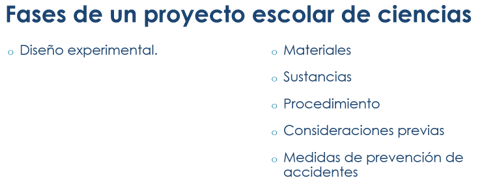 Fases de un proyecto escolar de ciencias
o Diseño experimental.
o Materiales
o Sustancias
o Procedimiento
o Consideraciones previas
o Medidas de prevención de
accidentes